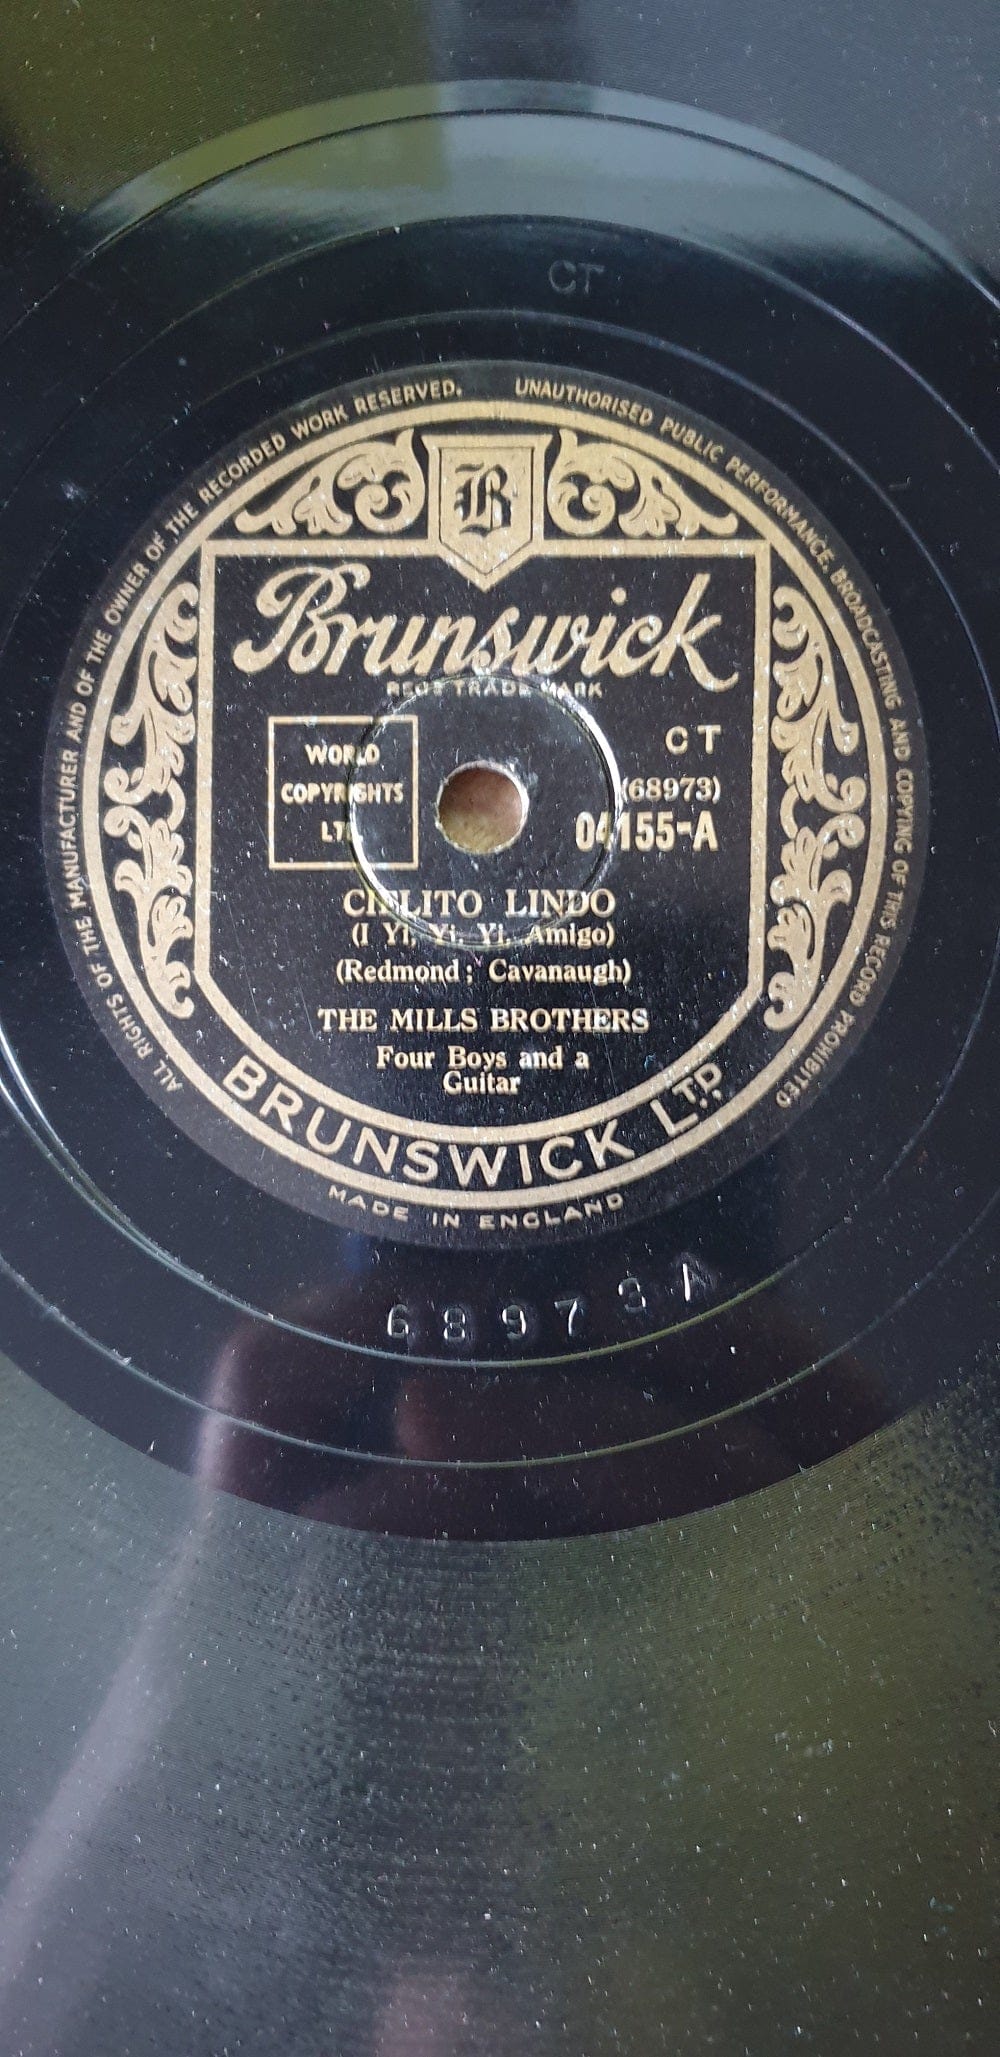 CT
ALL RIGHTS OF THE MANUFACTURER AND OF THE OWNER OF THE RECORDED WORK RESERVED. UNAUTHORISED PUBLIC PERFORMANCE, BROADCASTING AND COPYING OF THIS RECORD PROHIBITED
B
Brunswick
REGD TRADE MARK
WORLD
COPYRIGHTS
LTD
CT
(68973)
04155-A
CIELITO LINDO
(I Yi, Yi, Yi, Amigo)
(Redmond; Cavanaugh)
THE MILLS BROTHERS
Four Boys and a
Guitar
BRUNSWICK LTD.
MADE IN ENGLAND
68973A